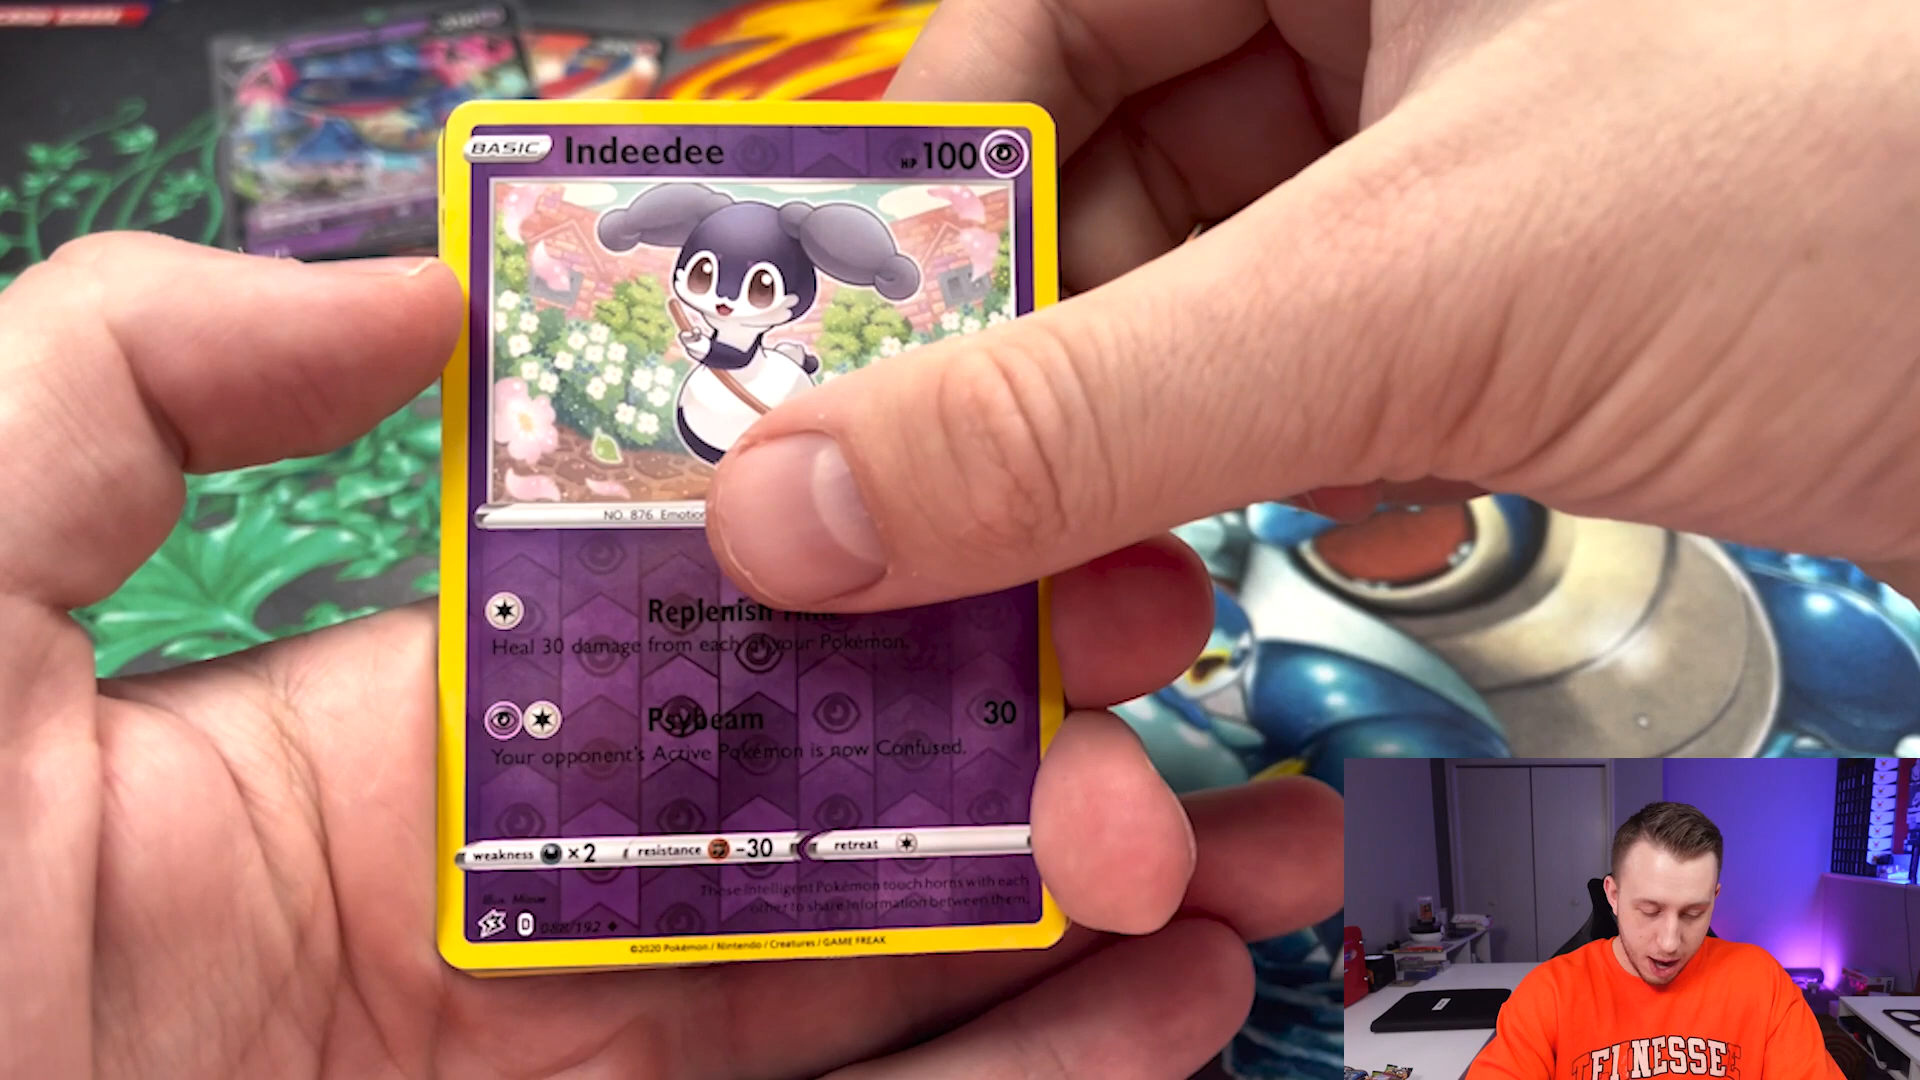 BASIC Indeedee HP 100
NO. 876 Emotion
Replenish
Heal 30 damage from each of your Pokémon.
Psybeam 30
Your opponent's Active Pokémon is now Confused.
weakness ×2 resistance -30 retreat
These intelligent Pokémon touch horns with each
other to share information between them.
D 088/192
©2020 Pokémon / Nintendo / Creatures / GAME FREAK
FINESSE